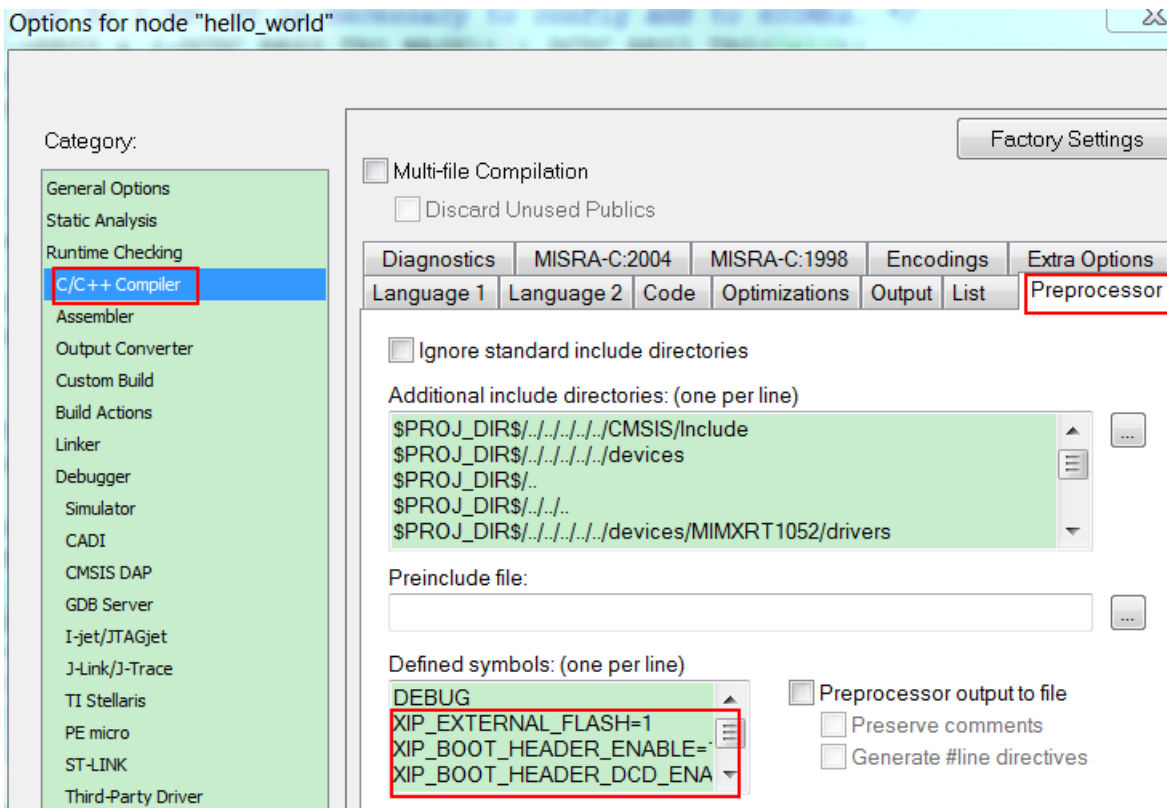 Options for node "hello_world"
Category:
General Options
Static Analysis
Runtime Checking
C/C++ Compiler
Assembler
Output Converter
Custom Build
Build Actions
Linker
Debugger
Simulator
CADI
CMSIS DAP
GDB Server
I-jet/JTAGjet
J-Link/J-Trace
TI Stellaris
PE micro
ST-LINK
Third-Party Driver
Factory Settings
Multi-file Compilation
Discard Unused Publics
Diagnostics MISRA-C:2004 MISRA-C:1998 Encodings Extra Options
Language 1 Language 2 Code Optimizations Output List Preprocessor
Ignore standard include directories
Additional include directories: (one per line)
$PROJ_DIR$/../../../../../CMSIS/Include
$PROJ_DIR$/../../../../../devices
$PROJ_DIR$/..
$PROJ_DIR$/../../..
$PROJ_DIR$/../../../../../devices/MIMXRT1052/drivers
...
Preinclude file:
...
Defined symbols: (one per line)
DEBUG
XIP_EXTERNAL_FLASH=1
XIP_BOOT_HEADER_ENABLE=
XIP_BOOT_HEADER_DCD_ENA
Preprocessor output to file
Preserve comments
Generate #line directives